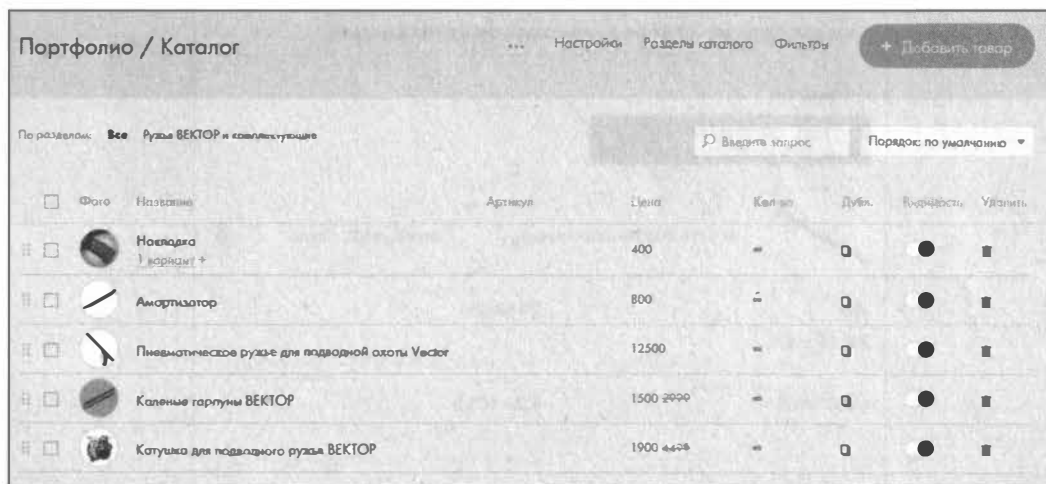 Портфолио / Каталог
... Настройки Разделы каталога Фильтры + Добавить товар
По разделам: Все Ружья ВЕКТОР и комплектующие
Введите запрос Порядок: по умолчанию
Фото Название Артикул Цена Кол-во Дубл. Видимость Удалить
Накладка 400 ∞
1 вариант +
Амортизатор 800 ∞
Пневматическое ружье для подводной охоты Vector 12500 ∞
Каленые гарпуны ВЕКТОР 1500 2999 ∞
Катушка для подводного ружья ВЕКТОР 1900 ∞